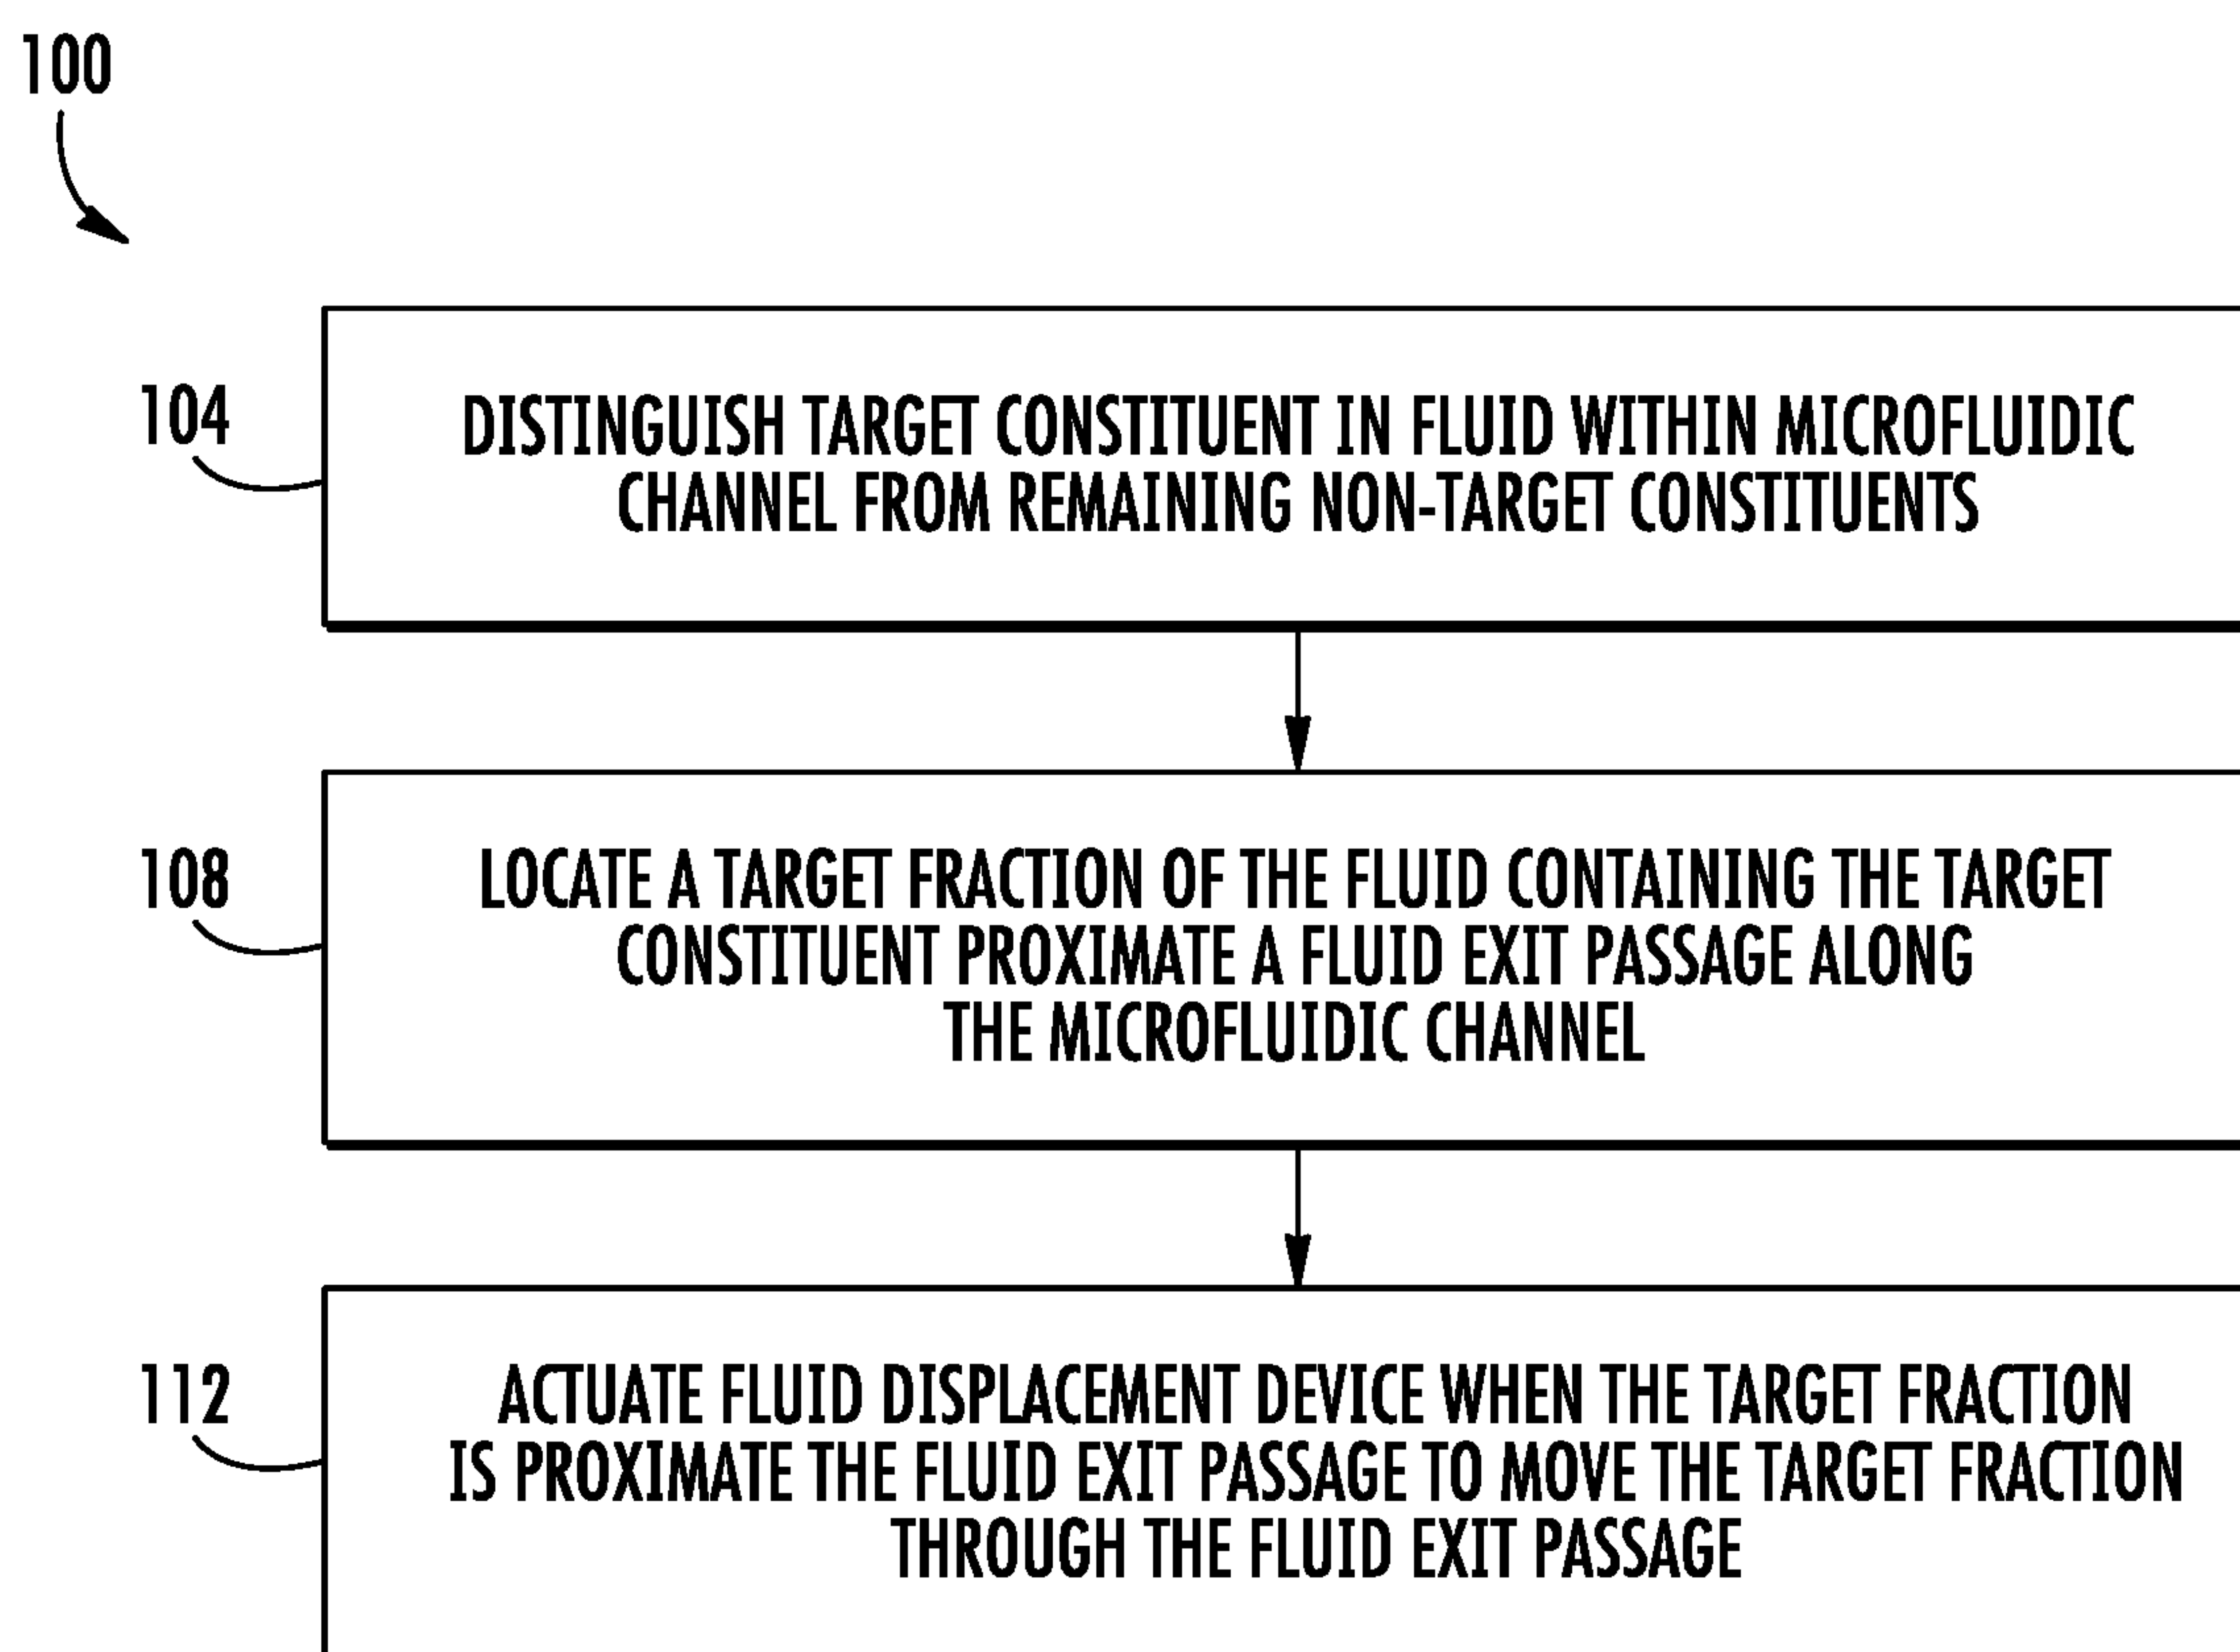 100
104
DISTINGUISH TARGET CONSTITUENT IN FLUID WITHIN MICROFLUIDIC
CHANNEL FROM REMAINING NON-TARGET CONSTITUENTS
108
LOCATE A TARGET FRACTION OF THE FLUID CONTAINING THE TARGET
CONSTITUENT PROXIMATE A FLUID EXIT PASSAGE ALONG
THE MICROFLUIDIC CHANNEL
112
ACTUATE FLUID DISPLACEMENT DEVICE WHEN THE TARGET FRACTION
IS PROXIMATE THE FLUID EXIT PASSAGE TO MOVE THE TARGET FRACTION
THROUGH THE FLUID EXIT PASSAGE